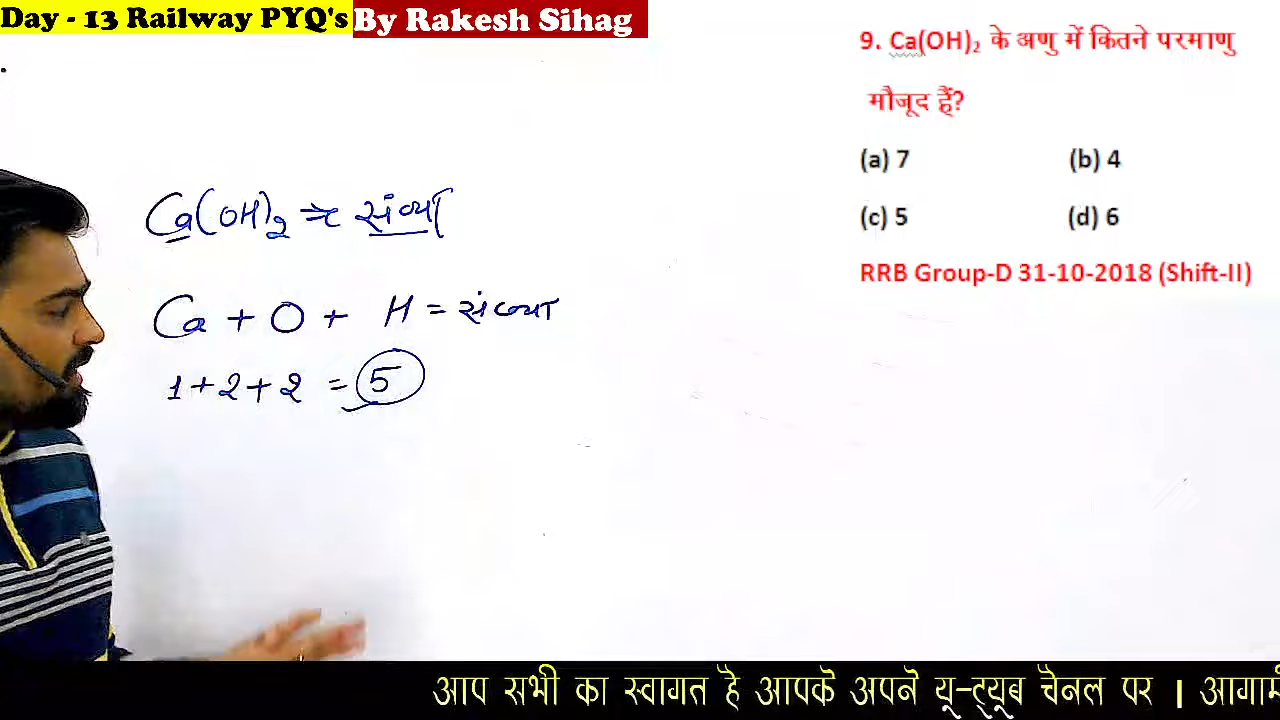 Day - 13 Railway PYQ's By Rakesh Sihag
9. Ca(OH)₂ के अणु में कितने परमाणु
मौजूद हैं?
(a) 7 (b) 4
(c) 5 (d) 6
RRB Group-D 31-10-2018 (Shift-II)
Ca(OH)₂ =
Ca + O + H = संख्या
1+2+2 = 5
आप सभी का स्वागत है आपके अपने यू-ट्यूब चैनल पर । आगामी